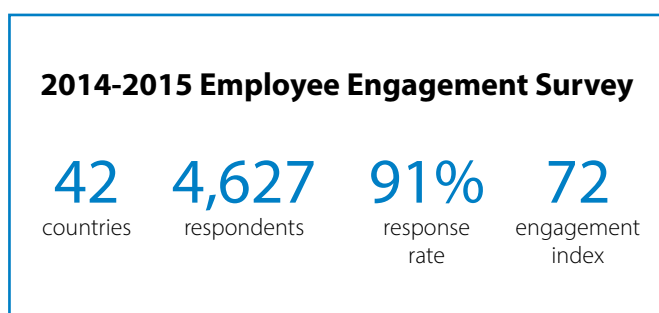 2014-2015 Employee Engagement Survey
42 4,627 91% 72
countries respondents response engagement
rate index